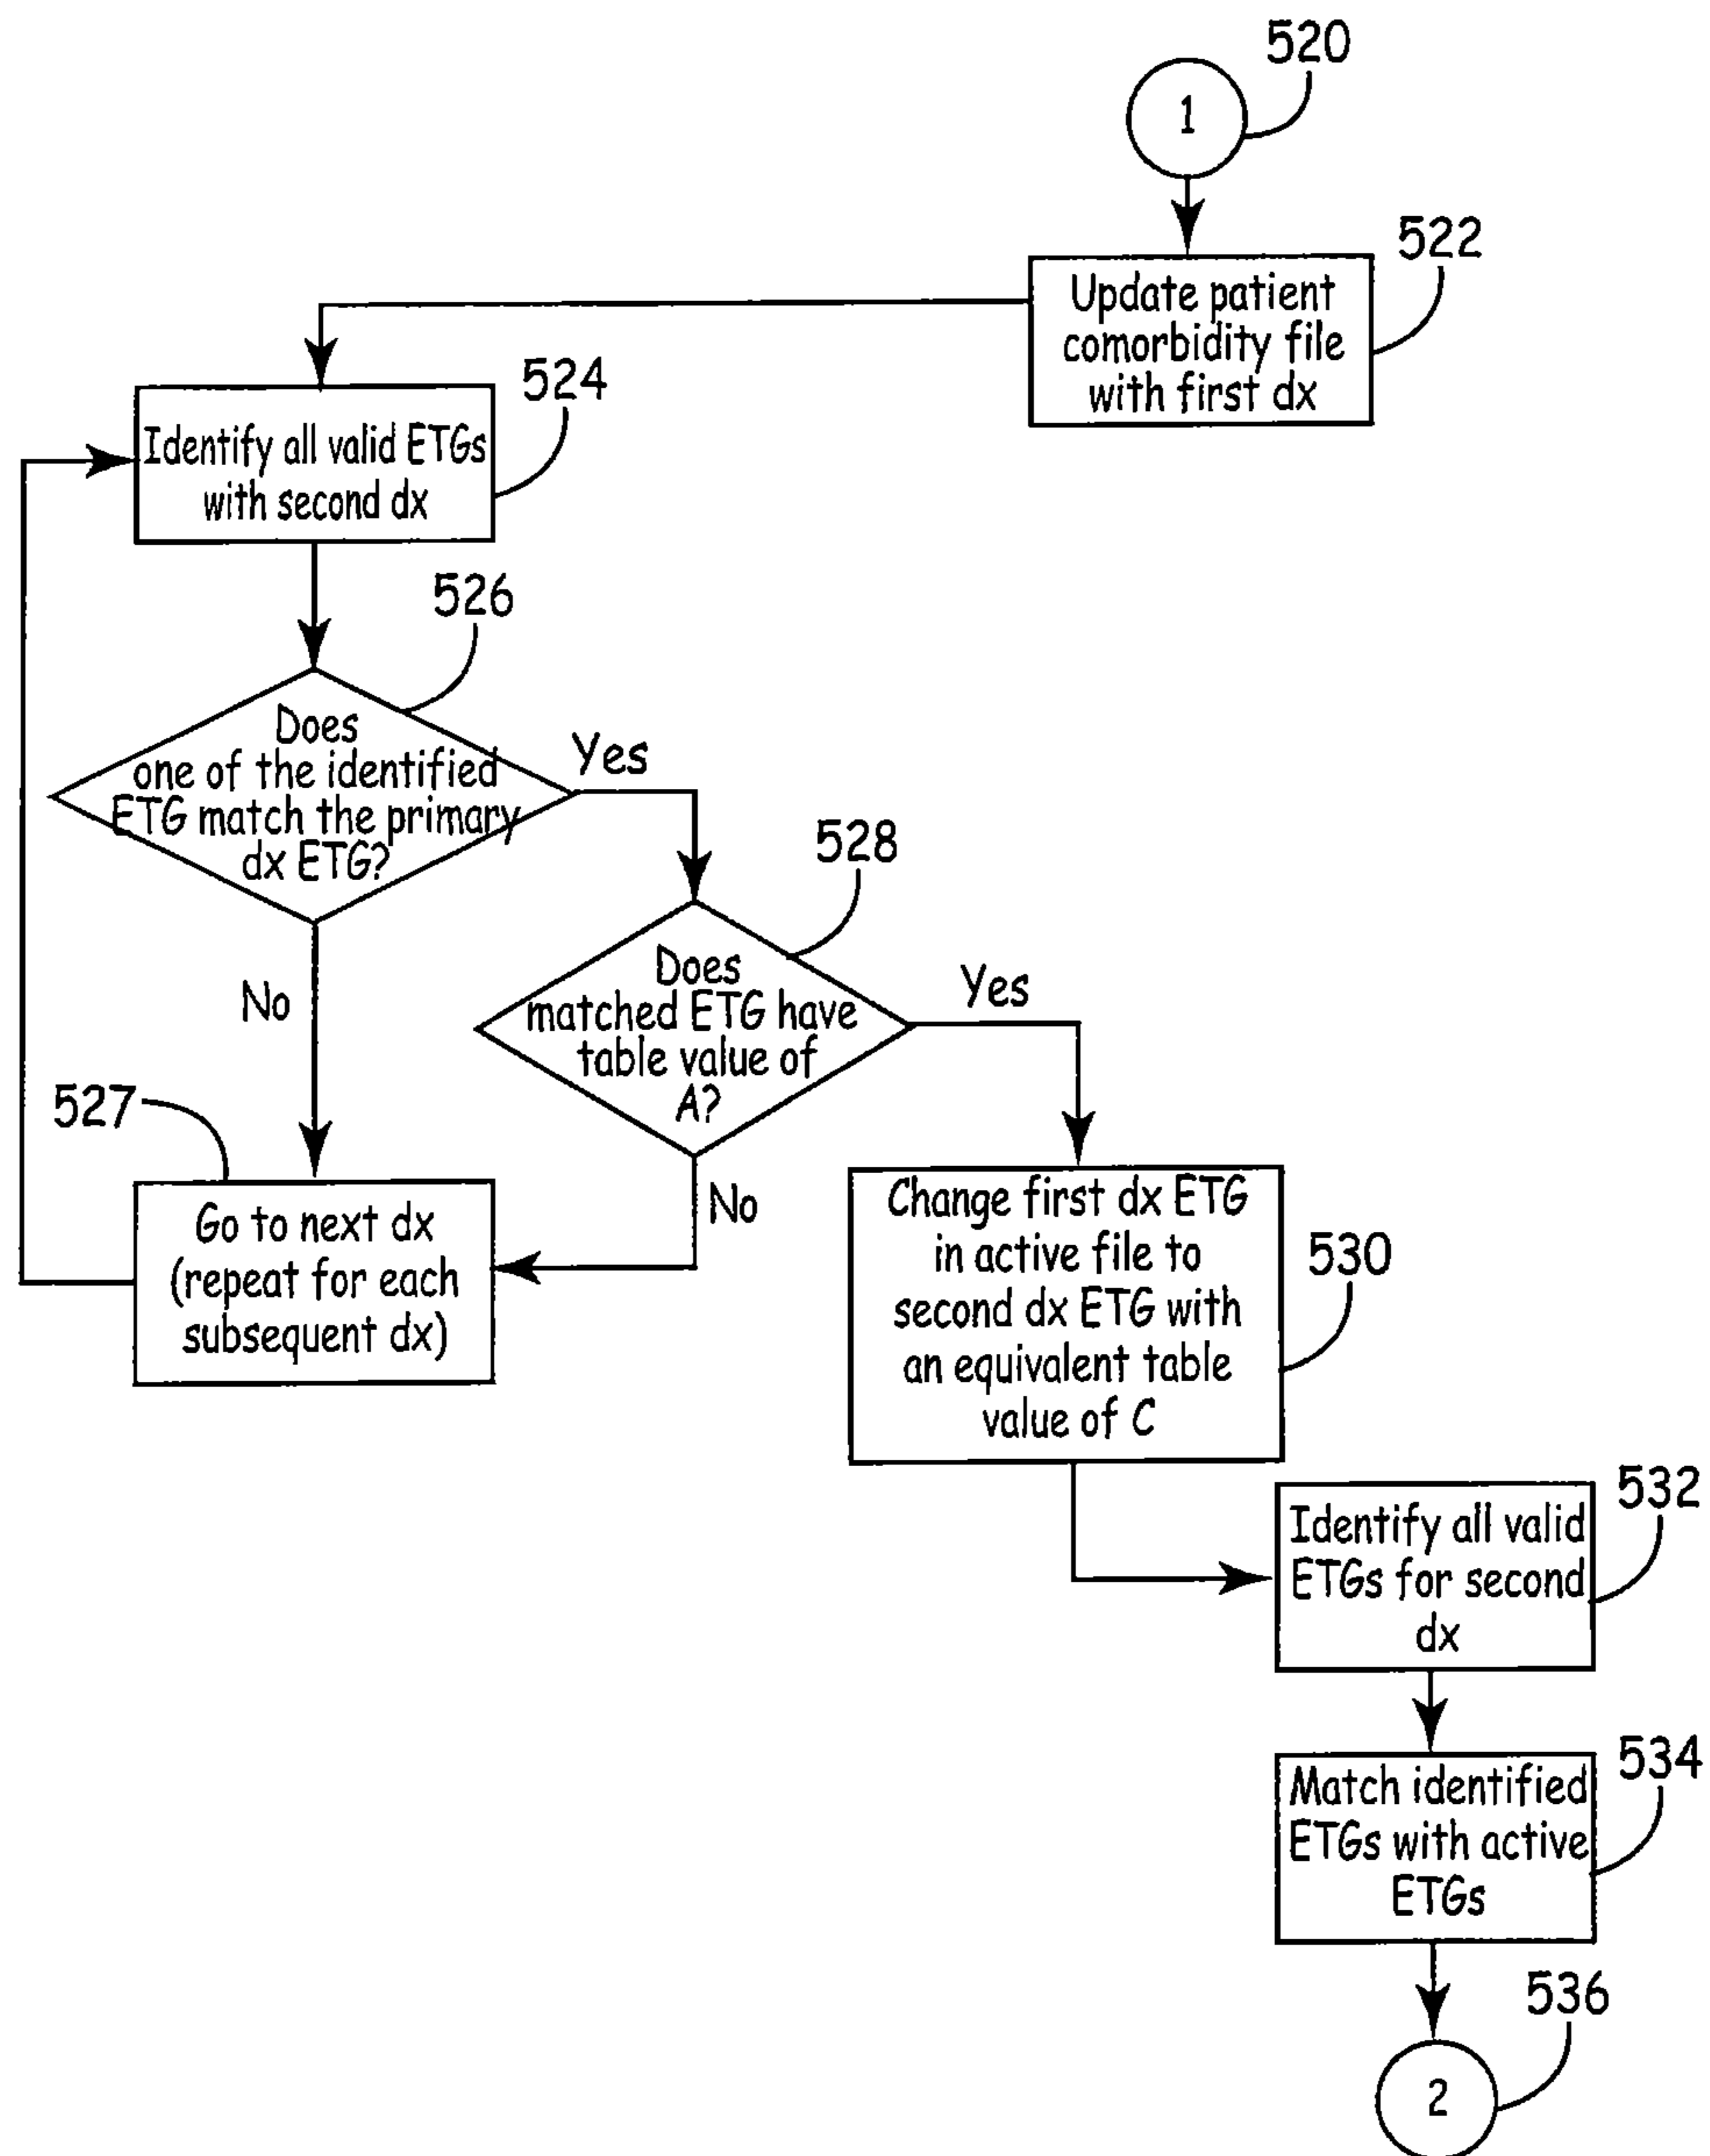 520
1
522
Update patient
comorbidity file
with first dx
524
Identify all valid ETGs
with second dx
526
Does
one of the identified
ETG match the primary
dx ETG?
Yes
No
528
Does
matched ETG have
table value of
A?
Yes
No
527
Go to next dx
(repeat for each
subsequent dx)
Change first dx ETG
in active file to
second dx ETG with
an equivalent table
value of C
530
532
Identify all valid
ETGs for second
dx
534
Match identified
ETGs with active
ETGs
536
2